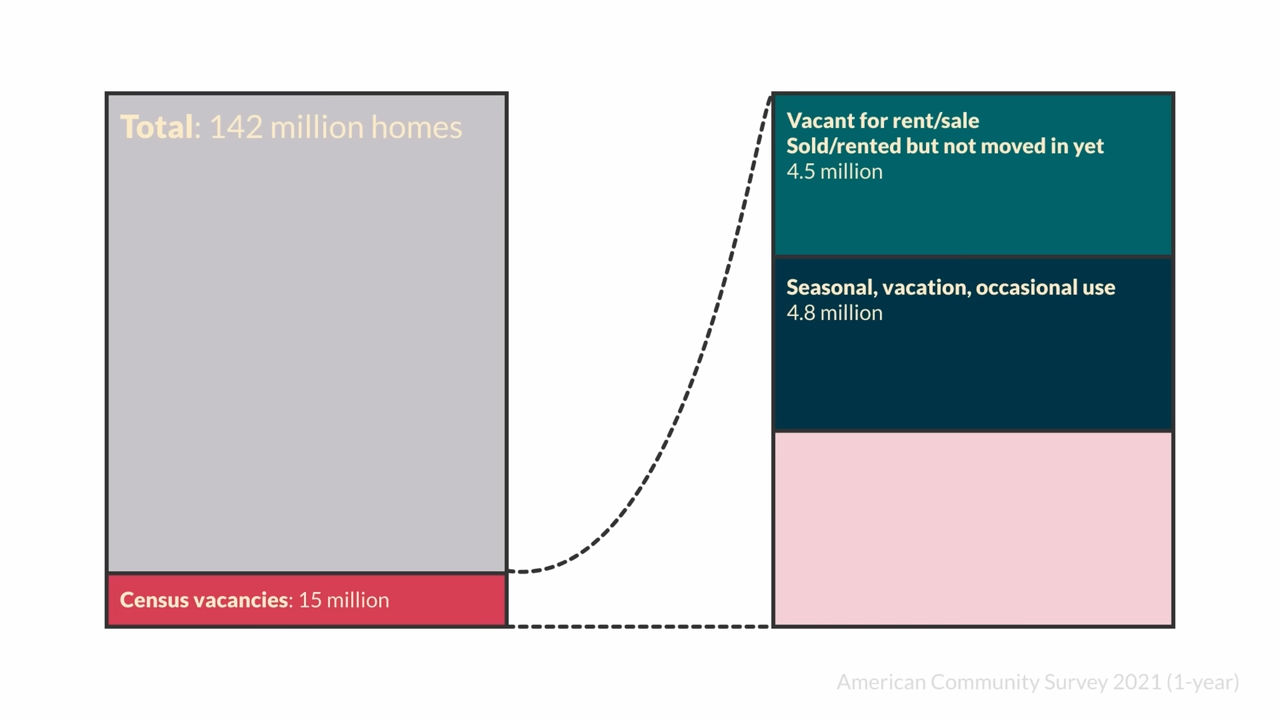 Total: 142 million homes
Census vacancies: 15 million
Vacant for rent/sale
Sold/rented but not moved in yet
4.5 million
Seasonal, vacation, occasional use
4.8 million
American Community Survey 2021 (1-year)